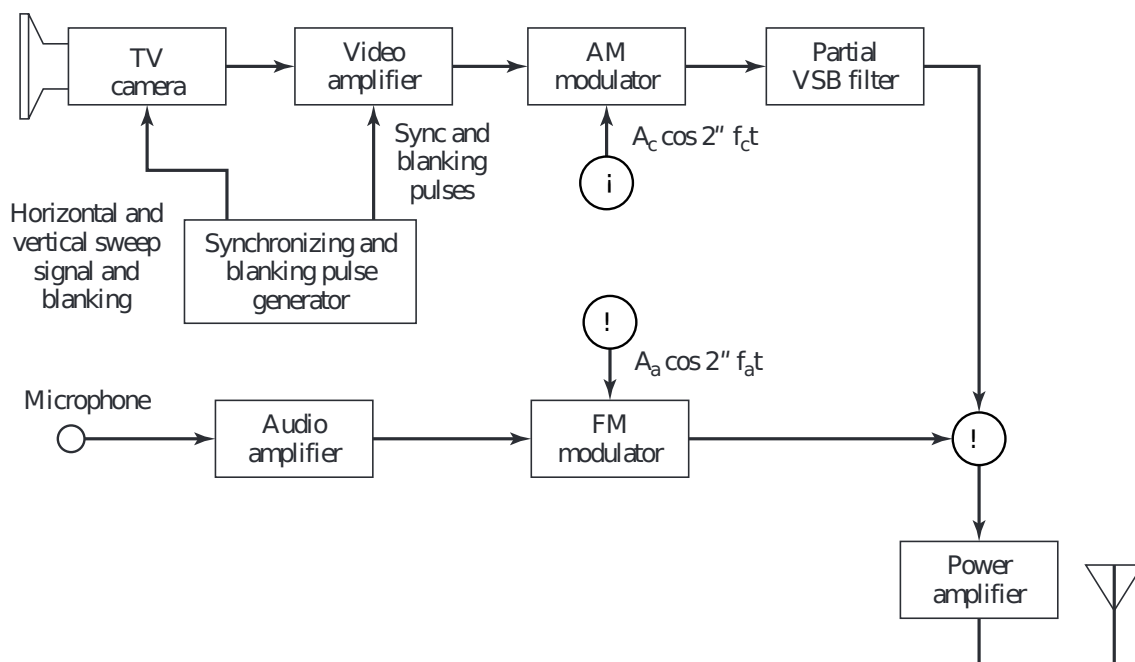 TV
camera
Video
amplifier
AM
modulator
Partial
VSB filter
Sync and
blanking
pulses
A_c cos 2" f_ct
i
Horizontal and
vertical sweep
signal and
blanking
Synchronizing and
blanking pulse
generator
!
A_a cos 2" f_at
Microphone
Audio
amplifier
FM
modulator
!
Power
amplifier